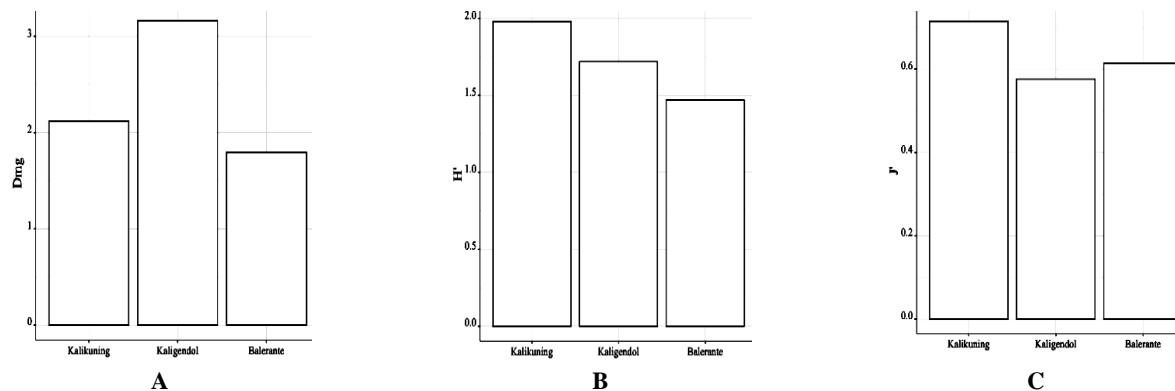 Dmg
3
2
1
0
Kalikuning Kaligendol Balerante
A
H'
2.0
1.5
1.0
0.5
0.0
Kalikuning Kaligendol Balerante
B
J'
0.6
0.4
0.2
0.0
Kalikuning Kaligendol Balerante
C